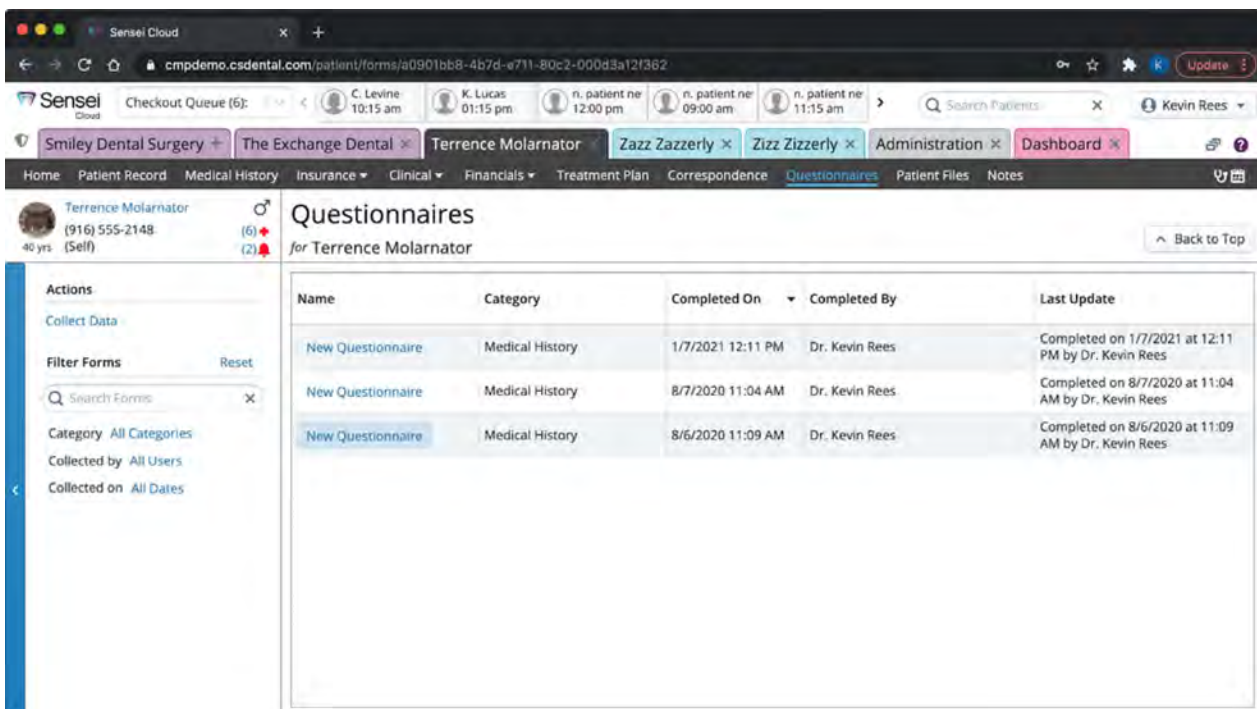 Sensei Cloud
cmpdemo.csdental.com/patient/forms/a0901bb8-4b7d-e711-80c2-000d3a12f362
K
Update
Sensei
Cloud
Checkout Queue (6):
C. Levine
10:15 am
K. Lucas
01:15 pm
n. patient ne
12:00 pm
n. patient ne
09:00 am
n. patient ne
11:15 am
Search Patients
Kevin Rees
Smiley Dental Surgery
The Exchange Dental
Terrence Molarnator
Zazz Zazzerly
Zizz Zizzerly
Administration
Dashboard
Home Patient Record Medical History Insurance Clinical Financials Treatment Plan Correspondence Questionnaires Patient Files Notes
Terrence Molarnator
(916) 555-2148
(6)
40 yrs (Self)
(2)
Questionnaires
for Terrence Molarnator
Back to Top
Actions
Collect Data
Filter Forms Reset
Search Forms
Category All Categories
Collected by All Users
Collected on All Dates
Name Category Completed On Completed By Last Update
New Questionnaire Medical History 1/7/2021 12:11 PM Dr. Kevin Rees Completed on 1/7/2021 at 12:11
PM by Dr. Kevin Rees
New Questionnaire Medical History 8/7/2020 11:04 AM Dr. Kevin Rees Completed on 8/7/2020 at 11:04
AM by Dr. Kevin Rees
New Questionnaire Medical History 8/6/2020 11:09 AM Dr. Kevin Rees Completed on 8/6/2020 at 11:09
AM by Dr. Kevin Rees